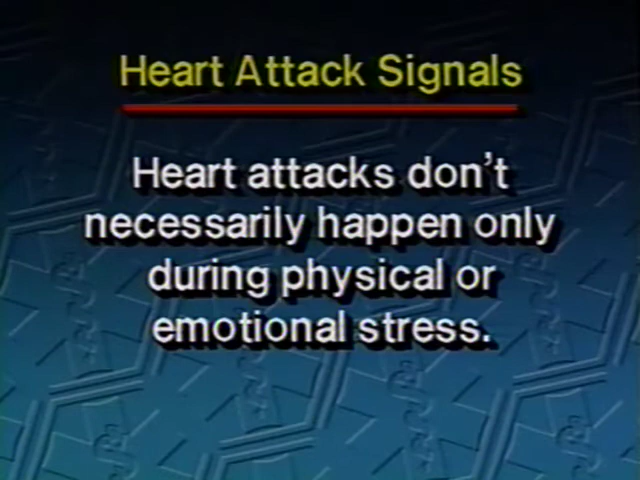 Heart Attack Signals
Heart attacks don't
necessarily happen only
during physical or
emotional stress.